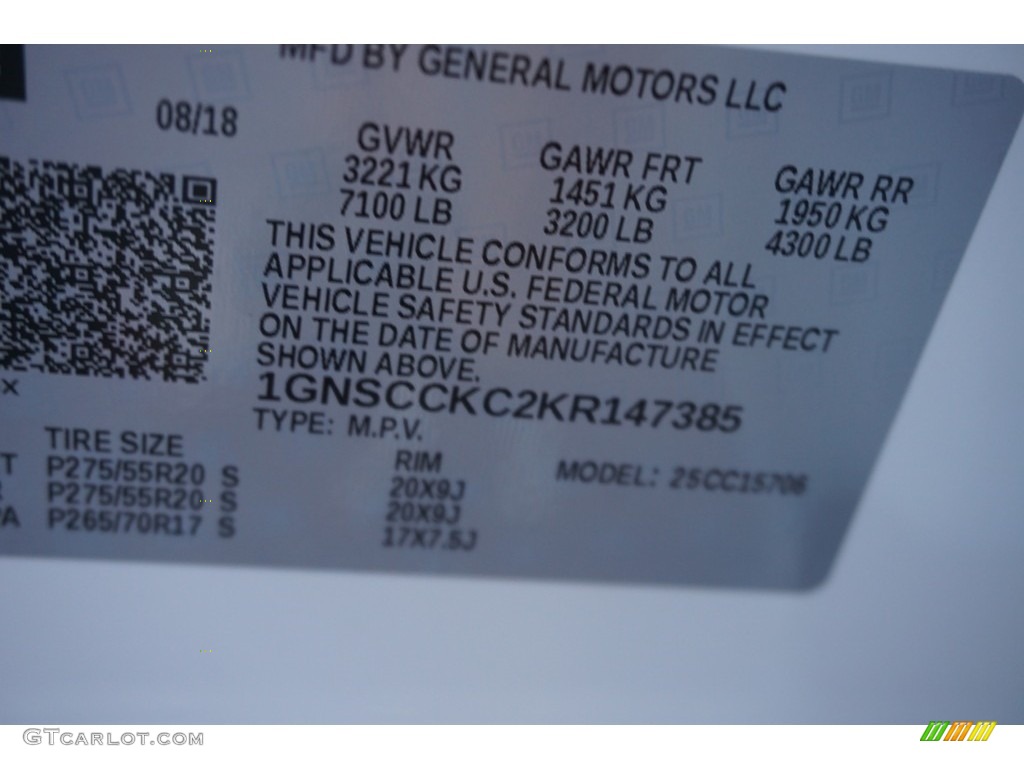 MFD BY GENERAL MOTORS LLC
08/18
GVWR
3221 KG
7100 LB
GAWR FRT
1451 KG
3200 LB
GAWR RR
1950 KG
4300 LB
THIS VEHICLE CONFORMS TO ALL
APPLICABLE U.S. FEDERAL MOTOR
VEHICLE SAFETY STANDARDS IN EFFECT
ON THE DATE OF MANUFACTURE
SHOWN ABOVE.
X
1GNSCCKC2KR147385
TYPE: M.P.V.
MODEL: 25CC15706
TIRE SIZE
RIM
T P275/55R20 S 20X9J
R P275/55R20 S 20X9J
PA P265/70R17 S 17X7.5J
GTCARLOT.COM